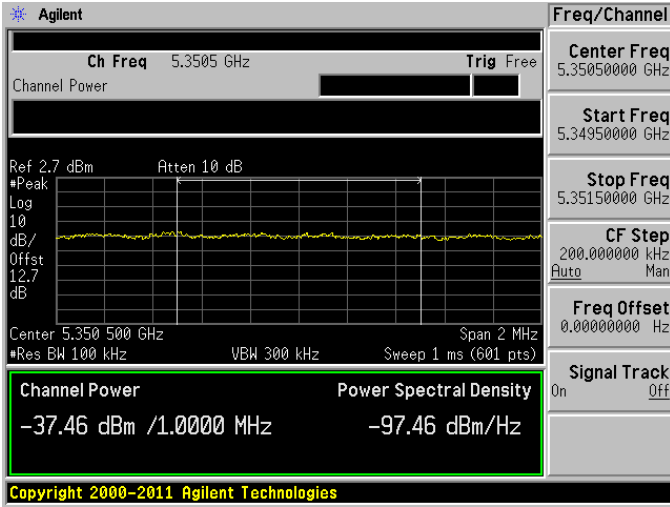 Agilent
Freq/Channel
Ch Freq 5.3505 GHz Trig Free
Channel Power
Center Freq
5.35050000 GHz
Start Freq
5.34950000 GHz
Stop Freq
5.35150000 GHz
CF Step
200.000000 kHz
Auto Man
Freq Offset
0.00000000 Hz
Signal Track
On Off
Ref 2.7 dBm Atten 10 dB
#Peak
Log
10
dB/
Offst
12.7
dB
Center 5.350 500 GHz Span 2 MHz
#Res BW 100 kHz VBW 300 kHz Sweep 1 ms (601 pts)
Channel Power Power Spectral Density
-37.46 dBm /1.0000 MHz -97.46 dBm/Hz
Copyright 2000-2011 Agilent Technologies